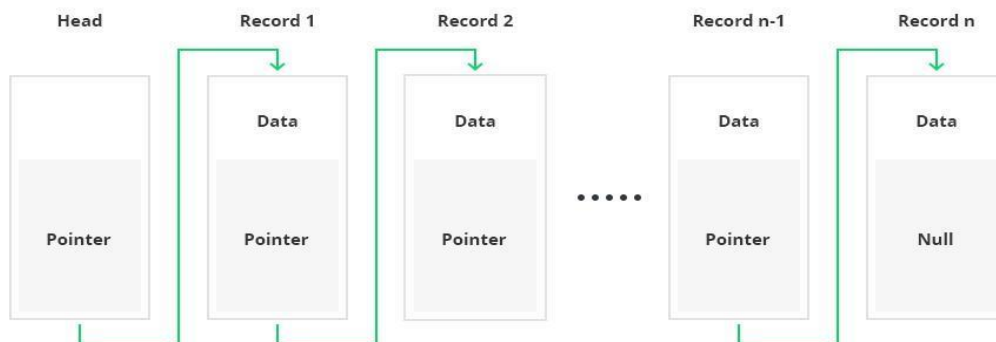 Head Record 1 Record 2 Record n-1 Record n
Data Data Data Data
Pointer Pointer Pointer Pointer Null